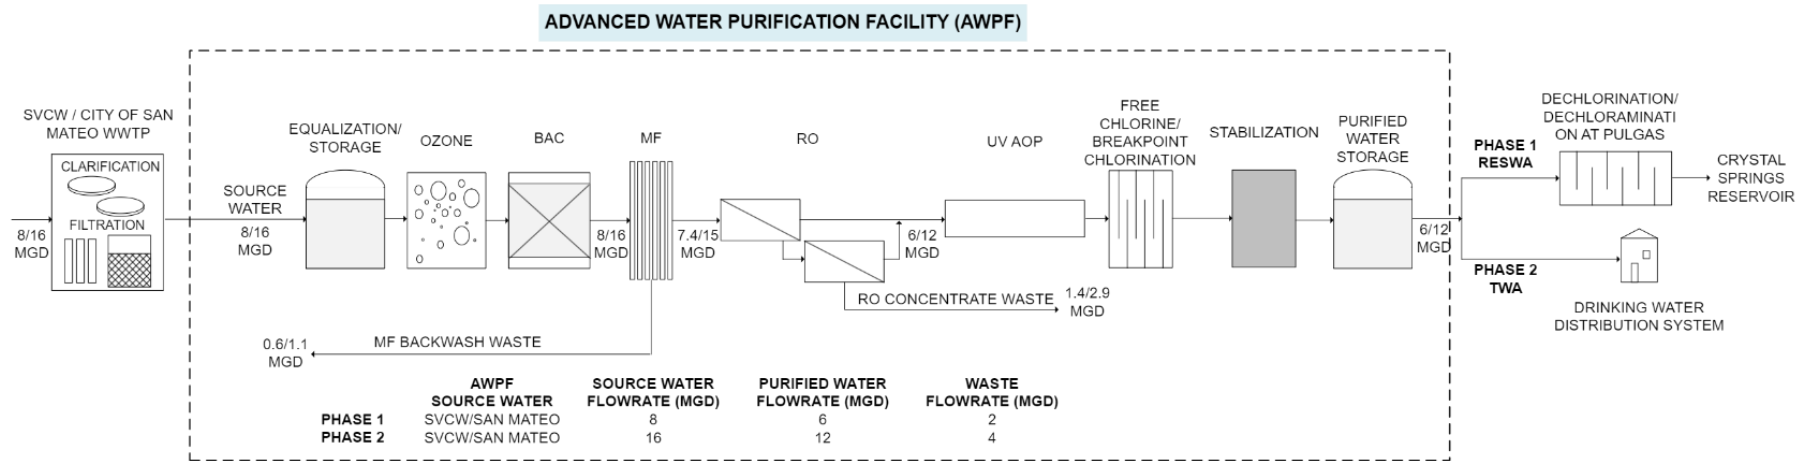 ADVANCED WATER PURIFICATION FACILITY (AWPF)
SVCW / CITY OF SAN
MATEO WWTP
CLARIFICATION
FILTRATION
8/16
MGD
SOURCE
WATER
8/16
MGD
EQUALIZATION/
STORAGE
OZONE
BAC
8/16
MGD
MF
7.4/15
MGD
RO
6/12
MGD
RO CONCENTRATE WASTE
1.4/2.9
MGD
MF BACKWASH WASTE
0.6/1.1
MGD
UV AOP
FREE
CHLORINE/
BREAKPOINT
CHLORINATION
STABILIZATION
PURIFIED
WATER
STORAGE
6/12
MGD
PHASE 1
RESWA
DECHLORINATION/
DECHLORAMINATI
ON AT PULGAS
CRYSTAL
SPRINGS
RESERVOIR
PHASE 2
TWA
DRINKING WATER
DISTRIBUTION SYSTEM
AWPF SOURCE WATER PURIFIED WATER WASTE
SOURCE WATER FLOWRATE (MGD) FLOWRATE (MGD) FLOWRATE (MGD)
PHASE 1 SVCW/SAN MATEO 8 6 2
PHASE 2 SVCW/SAN MATEO 16 12 4